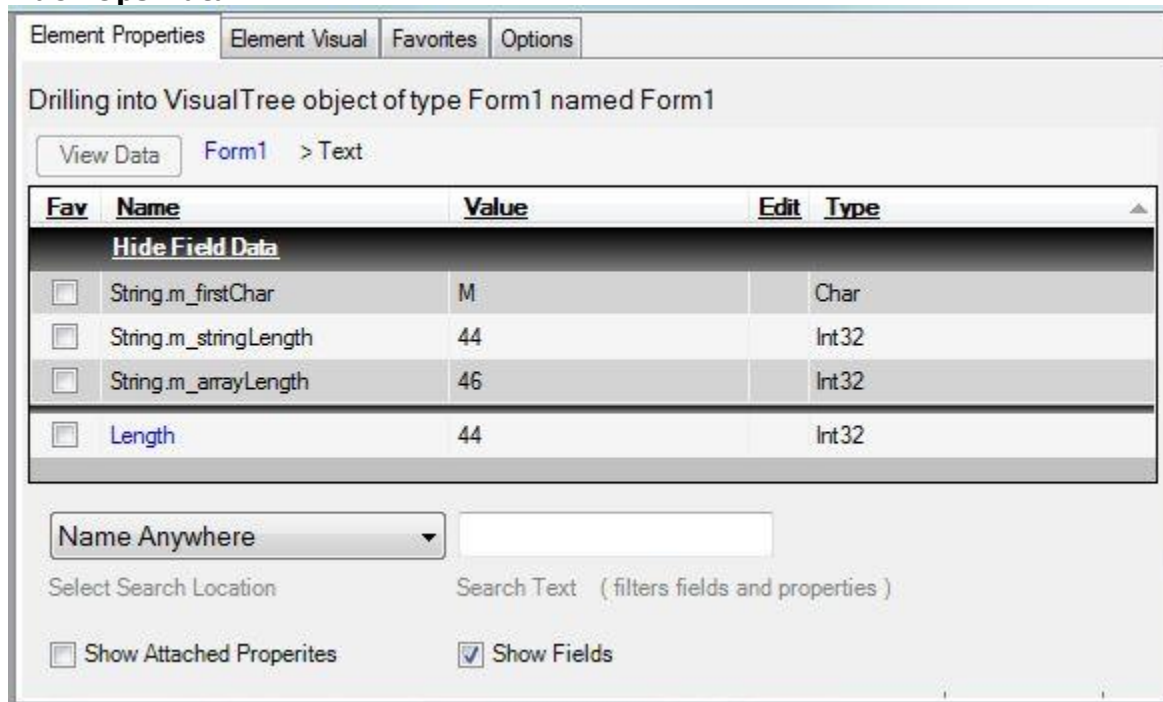 Element Properties Element Visual Favorites Options
Drilling into VisualTree object of type Form1 named Form1
View Data Form1 > Text
Fav Name Value Edit Type
Hide Field Data
String.m_firstChar M Char
String.m_stringLength 44 Int32
String.m_arrayLength 46 Int32
Length 44 Int32
Name Anywhere
Select Search Location Search Text ( filters fields and properties )
Show Attached Properites Show Fields